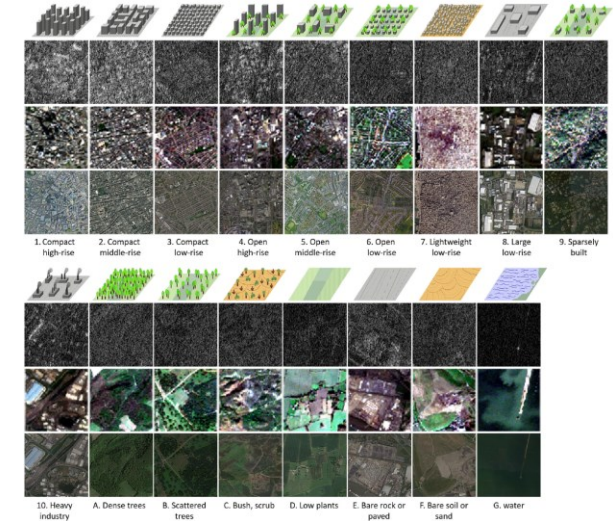 1. Compact
high-rise
2. Compact
middle-rise
3. Compact
low-rise
4. Open
high-rise
5. Open
middle-rise
6. Open
low-rise
7. Lightweight
low-rise
8. Large
low-rise
9. Sparsely
built
10. Heavy
industry
A. Dense trees
B. Scattered
trees
C. Bush, scrub
D. Low plants
E. Bare rock or
paved
F. Bare soil or
sand
G. water